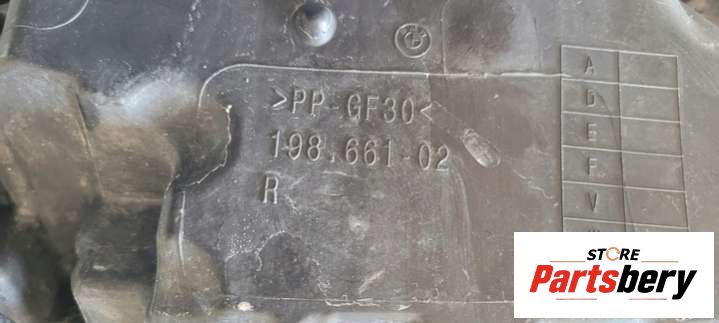 >PP-GF30<
198.661-02
R
A
D
E
F
V
STORE
Partsbery